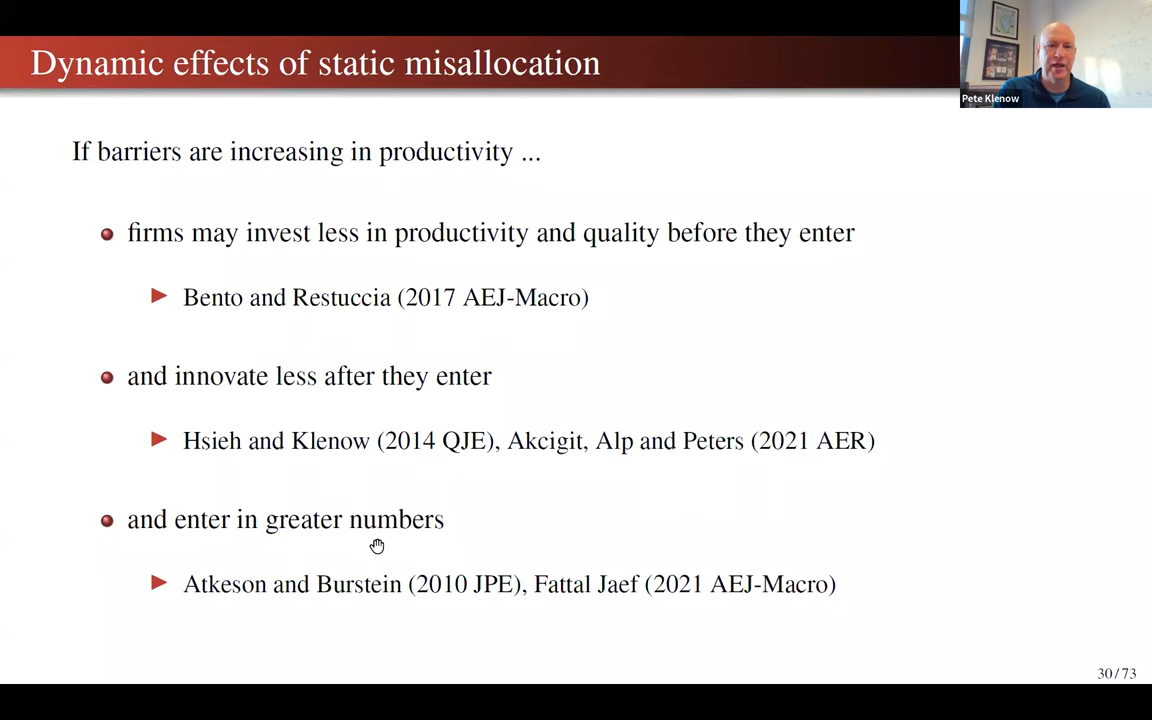 Dynamic effects of static misallocation
Pete Klenow
If barriers are increasing in productivity ...
firms may invest less in productivity and quality before they enter
Bento and Restuccia (2017 AEJ-Macro)
and innovate less after they enter
Hsieh and Klenow (2014 QJE), Akcigit, Alp and Peters (2021 AER)
and enter in greater numbers
Atkeson and Burstein (2010 JPE), Fattal Jaef (2021 AEJ-Macro)
30 / 73